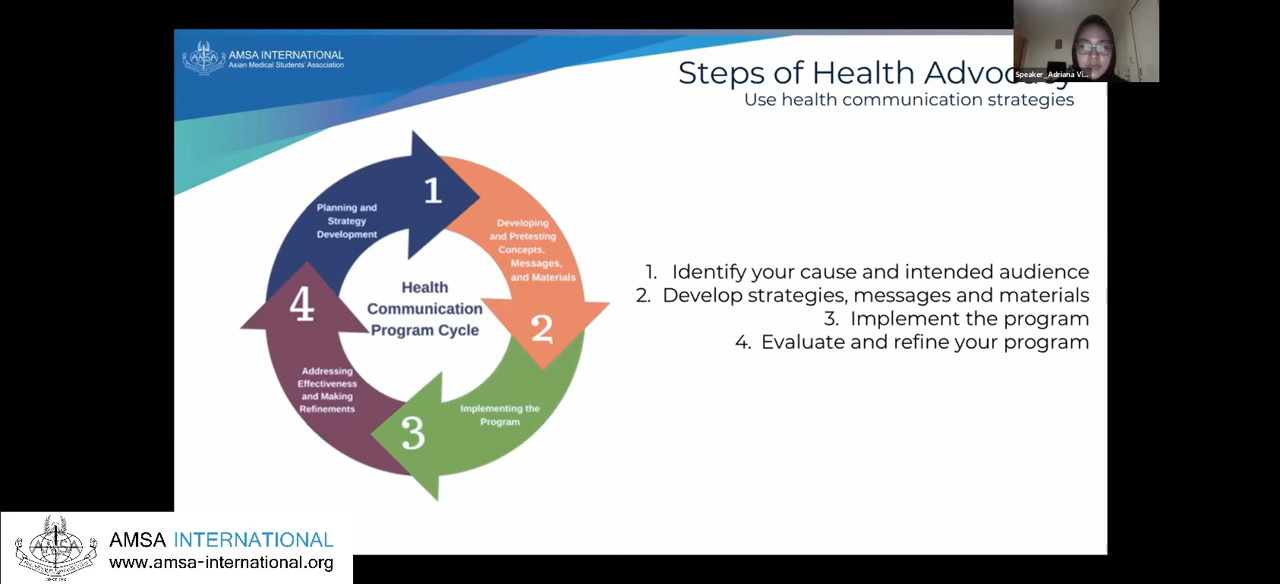 AMSA INTERNATIONAL
Asian Medical Students' Association
Speaker_Adriana Vi...
Steps of Health Advocacy
Use health communication strategies
1
Planning and
Strategy
Development
Developing
and Pretesting
Concepts,
Messages,
and Materials
2
Health
Communication
Program Cycle
4
Addressing
Effectiveness
and Making
Refinements
3
Implementing the
Program
1. Identify your cause and intended audience
2. Develop strategies, messages and materials
3. Implement the program
4. Evaluate and refine your program
AMSA INTERNATIONAL
www.amsa-international.org